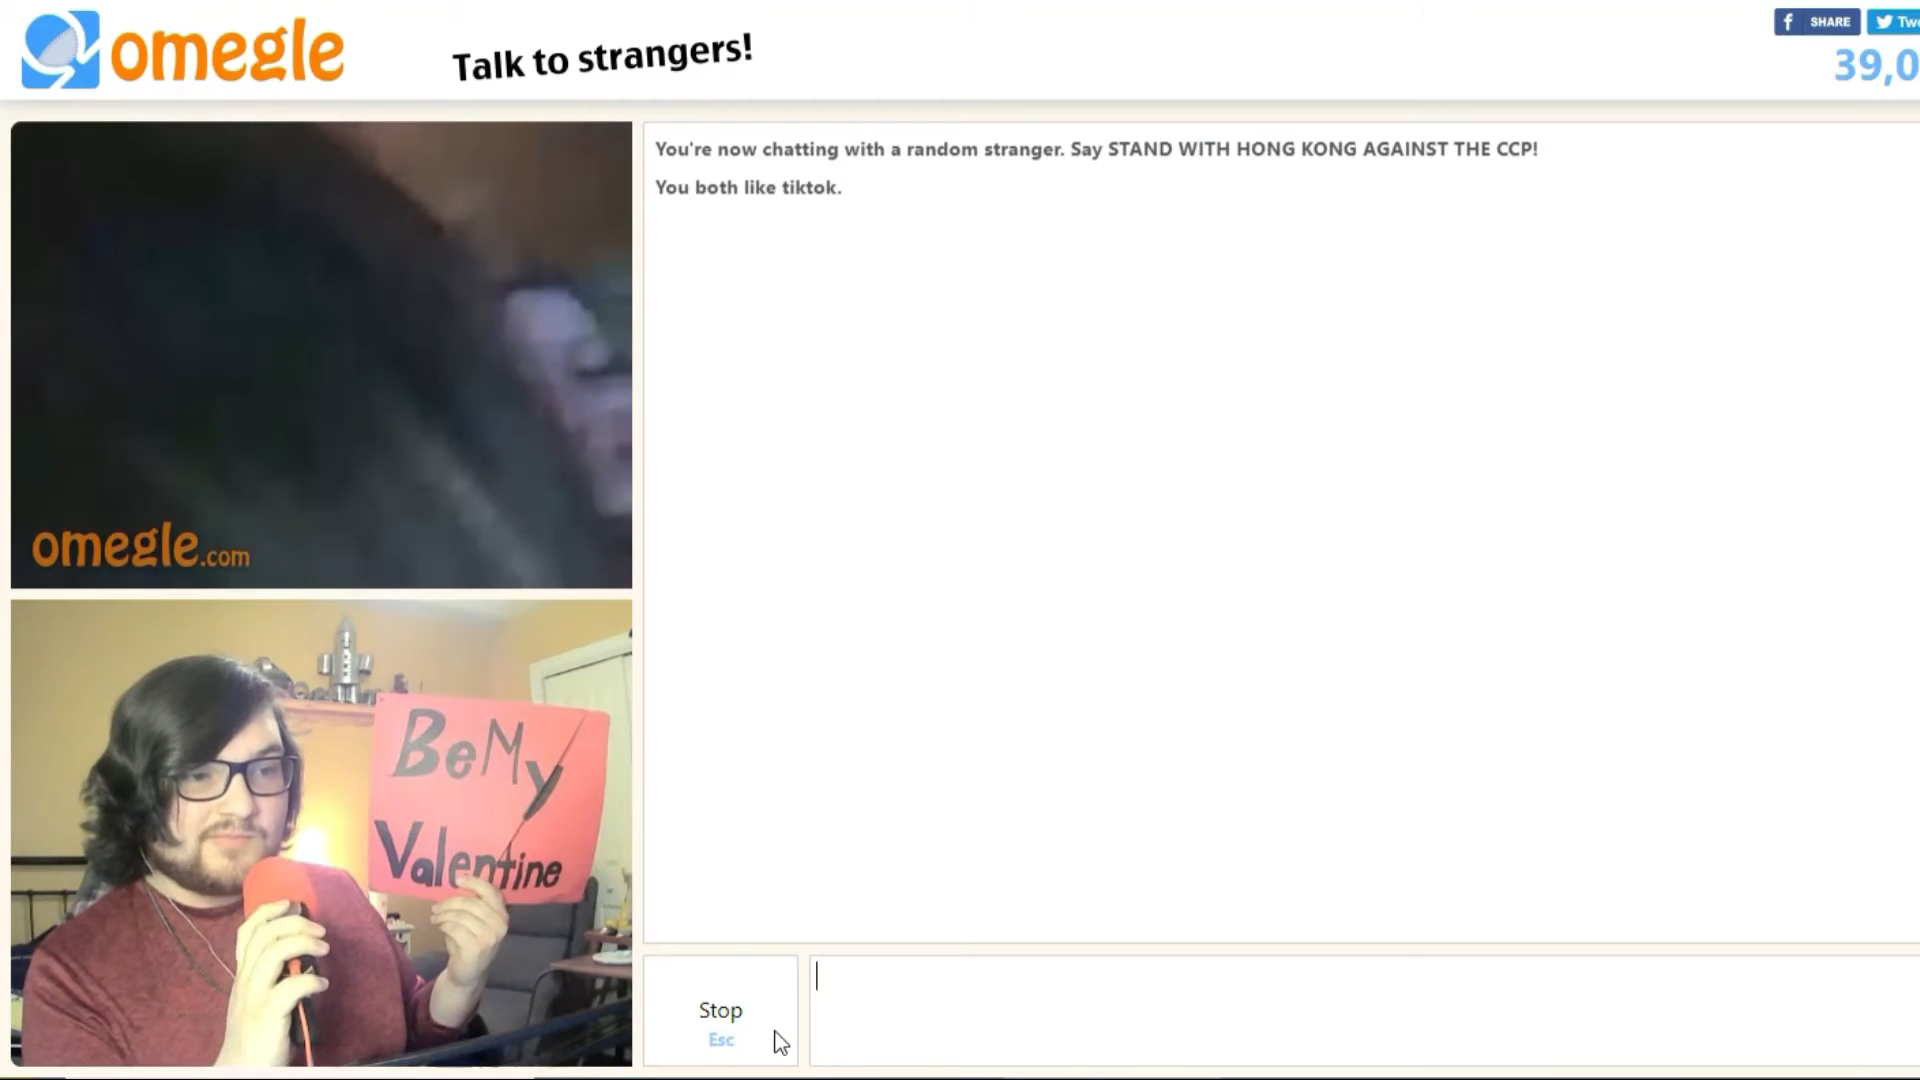 omegle
Talk to strangers!
SHARE
Twe
39,0
You're now chatting with a random stranger. Say STAND WITH HONG KONG AGAINST THE CCP!
You both like tiktok.
omegle.com
Be My
Valentine
Stop
Esc